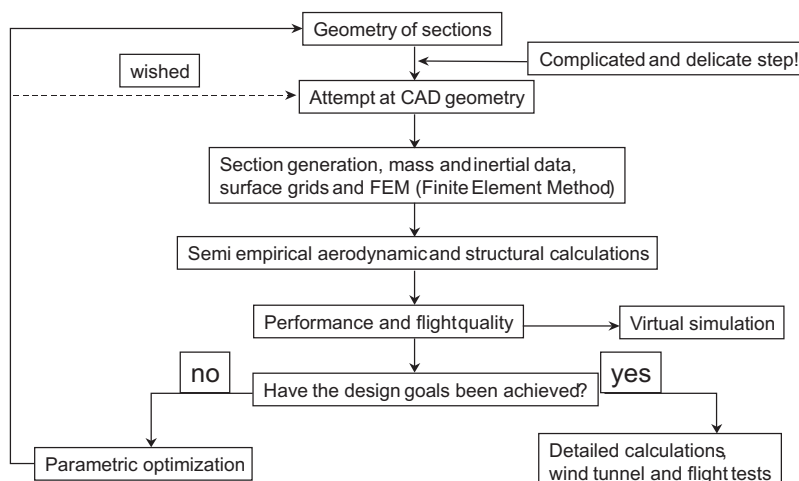 Geometry of sections
Complicated and delicate step!
wished
Attempt at CAD geometry
Section generation, mass and inertial data,
surface grids and FEM (Finite Element Method)
Semi empirical aerodynamic and structural calculations
Performance and flight quality
Virtual simulation
no
Have the design goals been achieved?
yes
Parametric optimization
Detailed calculations,
wind tunnel and flight tests